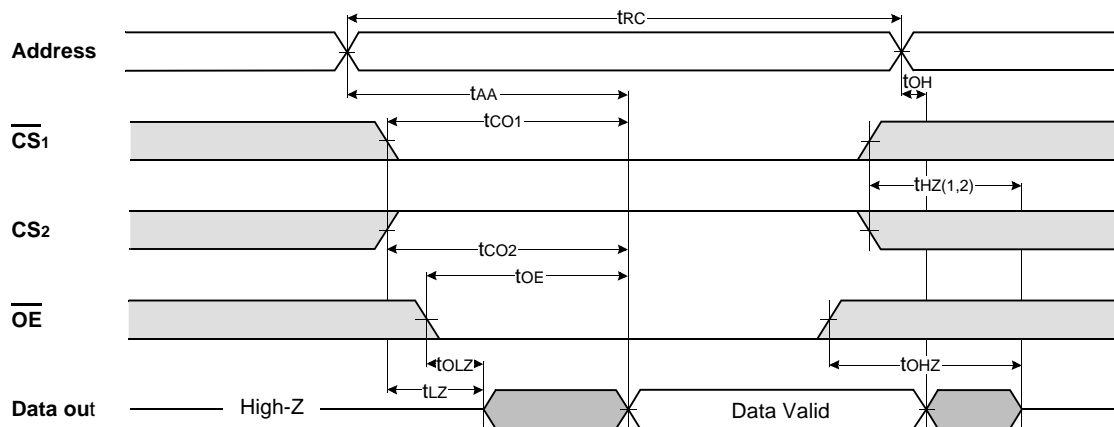 tRC
Address
tOH
tAA
tCO1
CS1
tHZ(1,2)
CS2
tCO2
tOE
OE
tOLZ
tOHZ
tLZ
Data out
High-Z
Data Valid